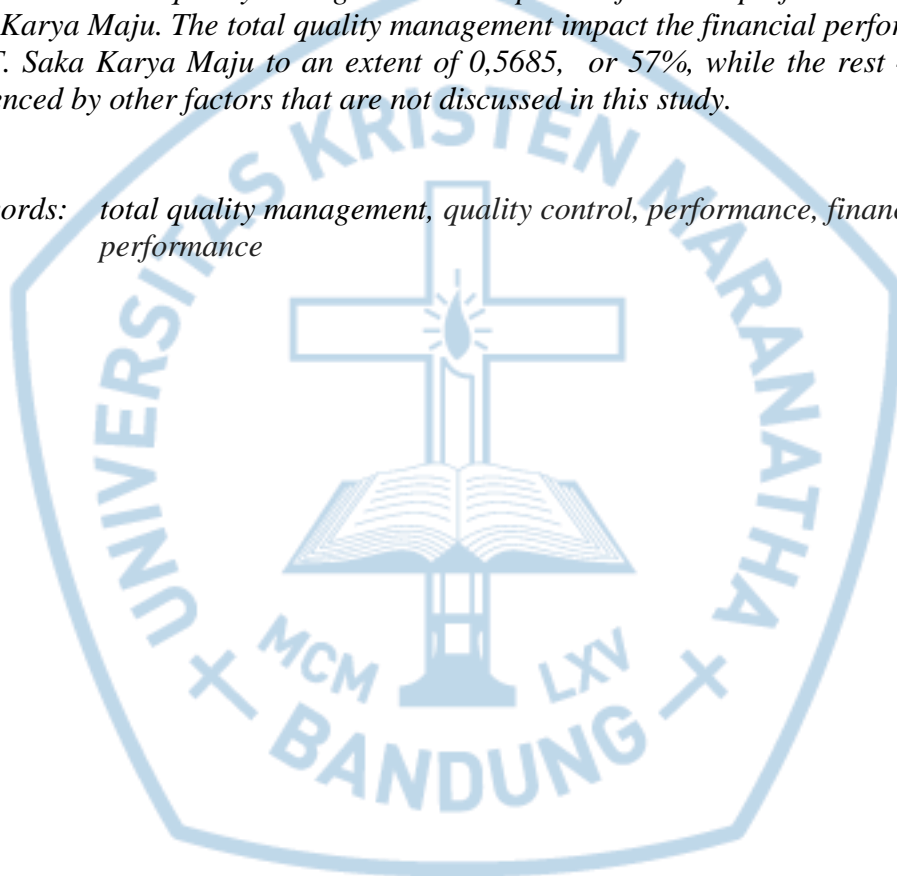 Karya Maju. The total quality management impact the financial perfor
T. Saka Karya Maju to an extent of 0,5685, or 57%, while the rest
enced by other factors that are not discussed in this study.
ords: total quality management, quality control, performance, financ
performance
UNIVERSITAS KRISTEN MARANATHA
MCM LXV
BANDUNG